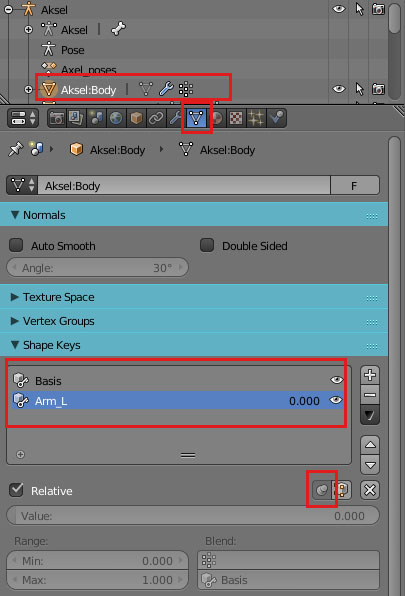 Aksel
Aksel
Pose
Axel_poses
Aksel:Body
Aksel:Body
Aksel:Body
Aksel:Body
F
Normals
Auto Smooth
Double Sided
Angle:
30°
Texture Space
Vertex Groups
Shape Keys
Basis
Arm_L
0.000
Relative
Value:
0.000
Range:
Blend:
Min:
0.000
Max:
1.000
Basis